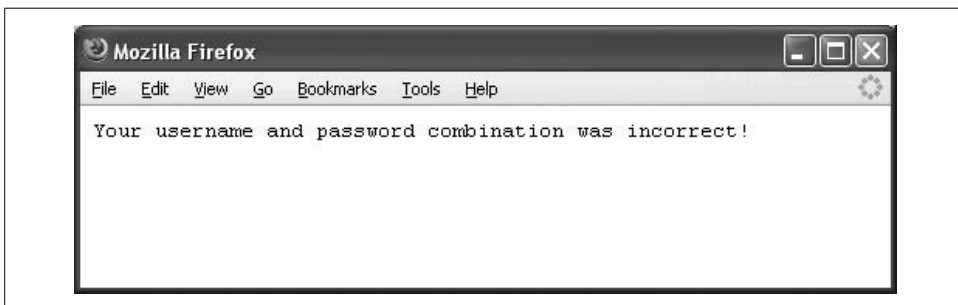 Mozilla Firefox
File Edit View Go Bookmarks Tools Help
Your username and password combination was incorrect!